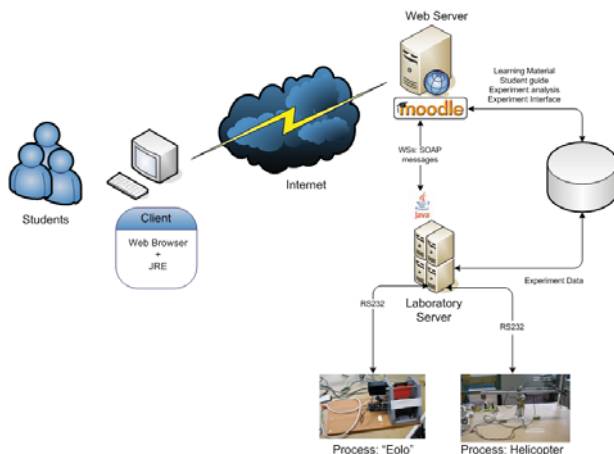 Web Server
Learning Material
Student guide
Experiment analysis
Experiment Interface
moodle
WSs: SOAP
messages
Internet
Java
Students
Client
Web Browser
+
JRE
Experiment Data
Laboratory
Server
RS232
RS232
Process: "Eolo"
Process: Helicopter